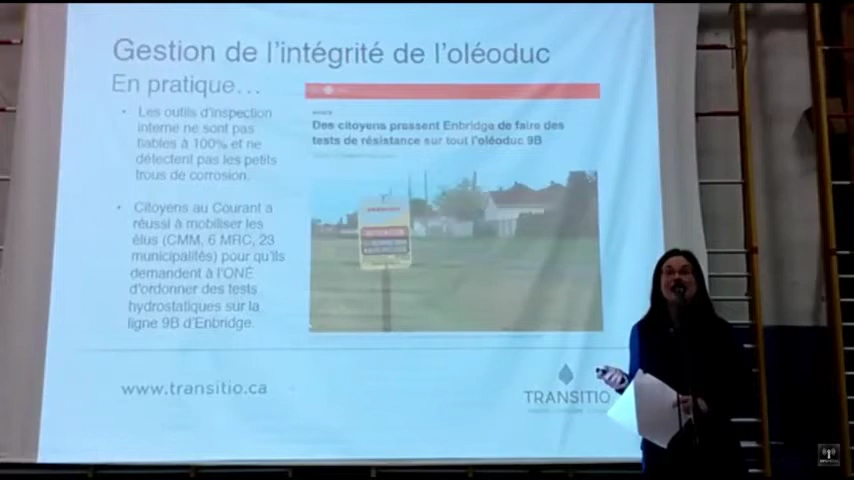 Gestion de l'intégrité de l'oléoduc
En pratique…
• Les outils d'inspection
interne ne sont pas
fiables à 100% et ne
détectent pas les petits
trous de corrosion.
• Citoyens au Courant a
réussi à mobiliser les
élus (CMM, 6 MRC, 23
municipalités) pour qu'ils
demandent à l'ONÉ
d'ordonner des tests
hydrostatiques sur la
ligne 9B d'Enbridge.
Des citoyens pressent Enbridge de faire des
tests de résistance sur tout l'oléoduc 9B
www.transitio.ca
TRANSITIO